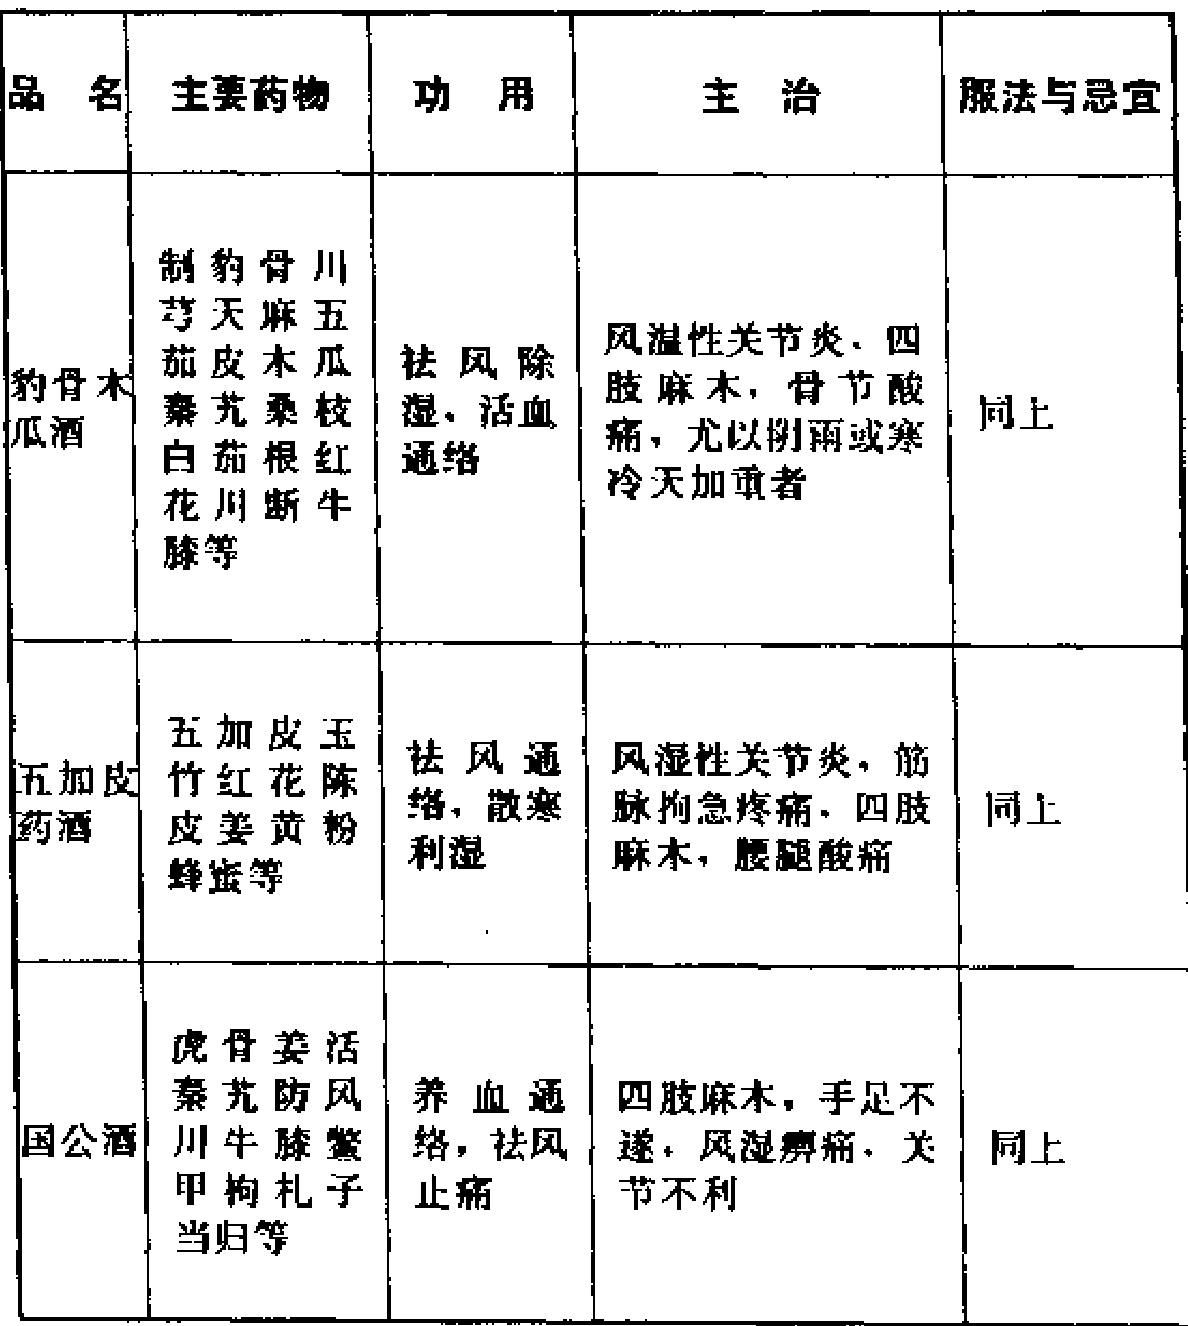 品 名 主要药物 功 用 主 治 服法与忌宜
豹骨木
瓜酒
制豹骨川
芎天麻五
茄皮木瓜
秦艽桑枝
白茄根红
花川断牛
膝等
祛风除
湿，活血
通络
风湿性关节炎、四
肢麻木，骨节酸
痛，尤以阴雨或寒
冷天加重者
同上
五加皮
药酒
五加皮玉
竹红花陈
皮姜黄粉
蜂蜜等
祛风通
络，散寒
利湿
风湿性关节炎，筋
脉拘急疼痛，四肢
麻木，腰腿酸痛
同上
国公酒
虎骨姜活
秦艽防风
川牛膝鳖
甲枸札子
当归等
养血通
络，祛风
止痛
四肢麻木，手足不
遂，风湿痹痛，关
节不利
同上